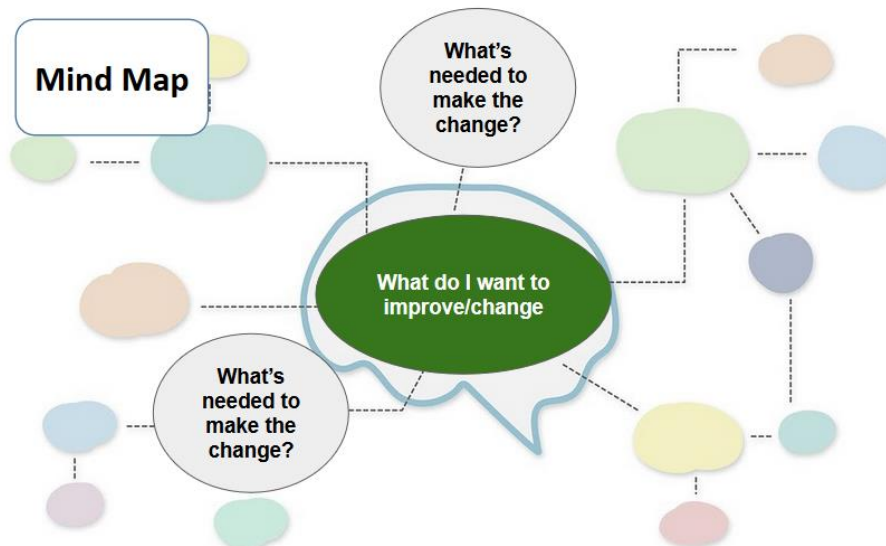 Mind Map
What's
needed to
make the
change?
What do I want to
improve/change
What's
needed to
make the
change?